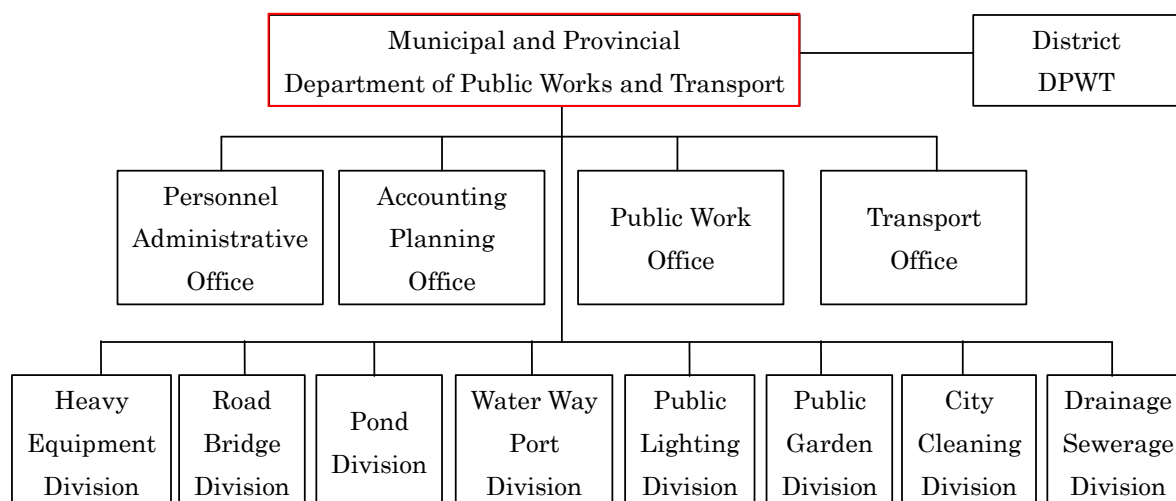 Municipal and Provincial
Department of Public Works and Transport
District
DPWT
Personnel
Administrative
Office
Accounting
Planning
Office
Public Work
Office
Transport
Office
Heavy
Equipment
Division
Road
Bridge
Division
Pond
Division
Water Way
Port
Division
Public
Lighting
Division
Public
Garden
Division
City
Cleaning
Division
Drainage
Sewerage
Division